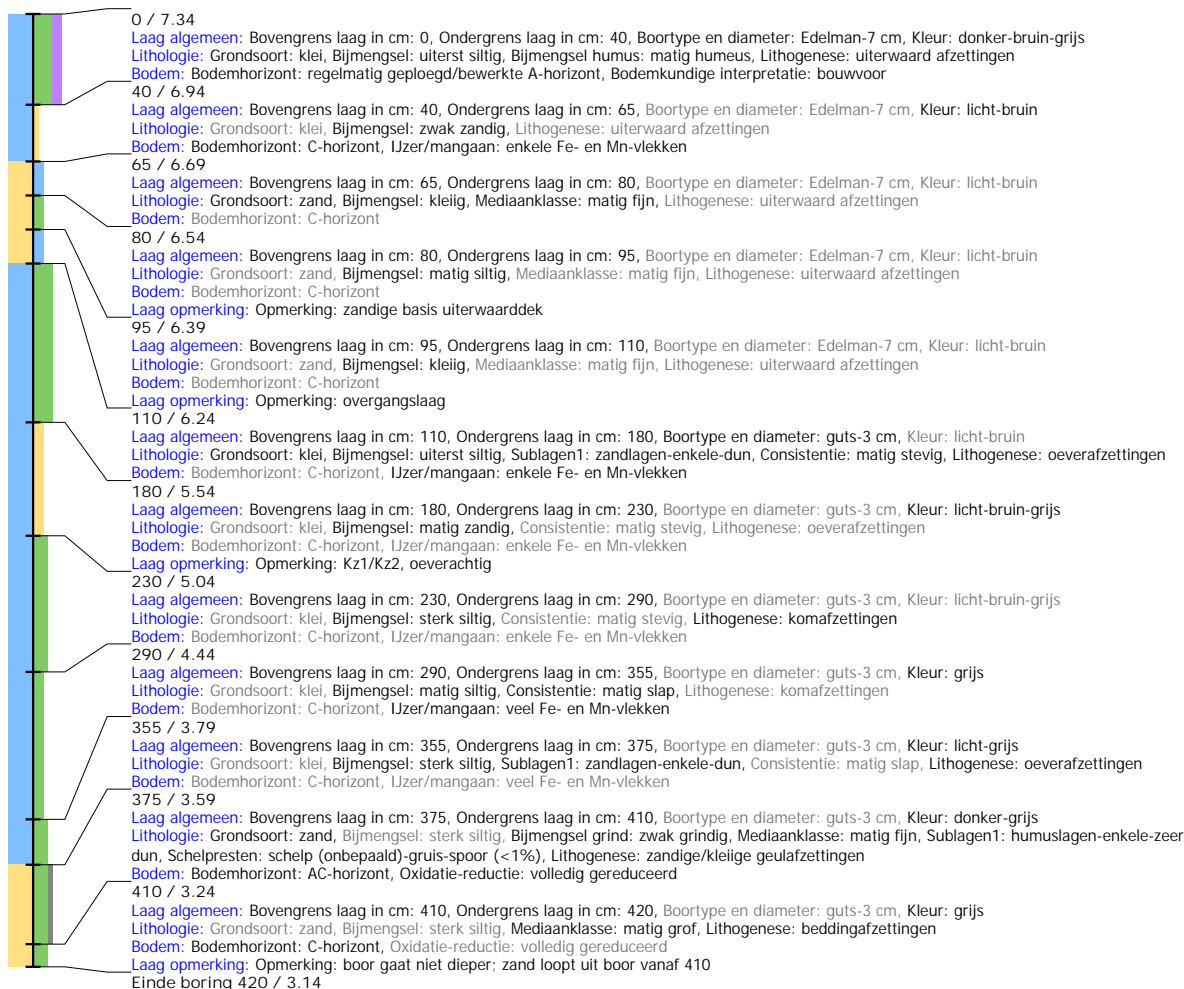 0 / 7.34
Laag algemeen: Bovengrens laag in cm: 0, Ondergrens laag in cm: 40, Boortype en diameter: Edelman-7 cm, Kleur: donker-bruin-grijs
Lithologie: Grondsoort: klei, Bijmengsel: uiterst siltig, Bijmengsel humus: matig humeus, Lithogenese: uiterwaard afzettingen
Bodem: Bodemhorizont: regelmatig geploegd/bewerkte A-horizont, Bodemkundige interpretatie: bouwvoor
40 / 6.94
Laag algemeen: Bovengrens laag in cm: 40, Ondergrens laag in cm: 65, Boortype en diameter: Edelman-7 cm, Kleur: licht-bruin
Lithologie: Grondsoort: klei, Bijmengsel: zwak zandig, Lithogenese: uiterwaard afzettingen
Bodem: Bodemhorizont: C-horizont, IJzer/mangaan: enkele Fe- en Mn-vlekken
65 / 6.69
Laag algemeen: Bovengrens laag in cm: 65, Ondergrens laag in cm: 80, Boortype en diameter: Edelman-7 cm, Kleur: licht-bruin
Lithologie: Grondsoort: zand, Bijmengsel: kleiig, Mediaanklasse: matig fijn, Lithogenese: uiterwaard afzettingen
Bodem: Bodemhorizont: C-horizont
80 / 6.54
Laag algemeen: Bovengrens laag in cm: 80, Ondergrens laag in cm: 95, Boortype en diameter: Edelman-7 cm, Kleur: licht-bruin
Lithologie: Grondsoort: zand, Bijmengsel: matig siltig, Mediaanklasse: matig fijn, Lithogenese: uiterwaard afzettingen
Bodem: Bodemhorizont: C-horizont
Laag opmerking: Opmerking: zandige basis uiterwaarddek
95 / 6.39
Laag algemeen: Bovengrens laag in cm: 95, Ondergrens laag in cm: 110, Boortype en diameter: Edelman-7 cm, Kleur: licht-bruin
Lithologie: Grondsoort: zand, Bijmengsel: kleiig, Mediaanklasse: matig fijn, Lithogenese: uiterwaard afzettingen
Bodem: Bodemhorizont: C-horizont
Laag opmerking: Opmerking: overgangslaag
110 / 6.24
Laag algemeen: Bovengrens laag in cm: 110, Ondergrens laag in cm: 180, Boortype en diameter: guts-3 cm, Kleur: licht-bruin
Lithologie: Grondsoort: klei, Bijmengsel: uiterst siltig, Sublagen1: zandlagen-enkele-dun, Consistentie: matig stevig, Lithogenese: oeverafzettingen
Bodem: Bodemhorizont: C-horizont, IJzer/mangaan: enkele Fe- en Mn-vlekken
180 / 5.54
Laag algemeen: Bovengrens laag in cm: 180, Ondergrens laag in cm: 230, Boortype en diameter: guts-3 cm, Kleur: licht-bruin-grijs
Lithologie: Grondsoort: klei, Bijmengsel: matig zandig, Consistentie: matig stevig, Lithogenese: oeverafzettingen
Bodem: Bodemhorizont: C-horizont, IJzer/mangaan: enkele Fe- en Mn-vlekken
Laag opmerking: Opmerking: Kz1/Kz2, oeverachtig
230 / 5.04
Laag algemeen: Bovengrens laag in cm: 230, Ondergrens laag in cm: 290, Boortype en diameter: guts-3 cm, Kleur: licht-bruin-grijs
Lithologie: Grondsoort: klei, Bijmengsel: sterk siltig, Consistentie: matig stevig, Lithogenese: komafzettingen
Bodem: Bodemhorizont: C-horizont, IJzer/mangaan: enkele Fe- en Mn-vlekken
290 / 4.44
Laag algemeen: Bovengrens laag in cm: 290, Ondergrens laag in cm: 355, Boortype en diameter: guts-3 cm, Kleur: grijs
Lithologie: Grondsoort: klei, Bijmengsel: matig siltig, Consistentie: matig slap, Lithogenese: komafzettingen
Bodem: Bodemhorizont: C-horizont, IJzer/mangaan: veel Fe- en Mn-vlekken
355 / 3.79
Laag algemeen: Bovengrens laag in cm: 355, Ondergrens laag in cm: 375, Boortype en diameter: guts-3 cm, Kleur: licht-grijs
Lithologie: Grondsoort: klei, Bijmengsel: sterk siltig, Sublagen1: zandlagen-enkele-dun, Consistentie: matig slap, Lithogenese: oeverafzettingen
Bodem: Bodemhorizont: C-horizont, IJzer/mangaan: veel Fe- en Mn-vlekken
375 / 3.59
Laag algemeen: Bovengrens laag in cm: 375, Ondergrens laag in cm: 410, Boortype en diameter: guts-3 cm, Kleur: donker-grijs
Lithologie: Grondsoort: zand, Bijmengsel: sterk siltig, Bijmengsel grind: zwak grindig, Mediaanklasse: matig fijn, Sublagen1: humuslagen-enkele-zeer
dun, Schelpresten: schelp (onbepaald)-gruis-spoor (<1%), Lithogenese: zandige/kleiige geulafzettingen
Bodem: Bodemhorizont: AC-horizont, Oxidatie-reductie: volledig gereduceerd
410 / 3.24
Laag algemeen: Bovengrens laag in cm: 410, Ondergrens laag in cm: 420, Boortype en diameter: guts-3 cm, Kleur: grijs
Lithologie: Grondsoort: zand, Bijmengsel: sterk siltig, Mediaanklasse: matig grof, Lithogenese: beddingafzettingen
Bodem: Bodemhorizont: C-horizont, Oxidatie-reductie: volledig gereduceerd
Laag opmerking: Opmerking: boor gaat niet dieper; zand loopt uit boor vanaf 410
Einde boring 420 / 3.14